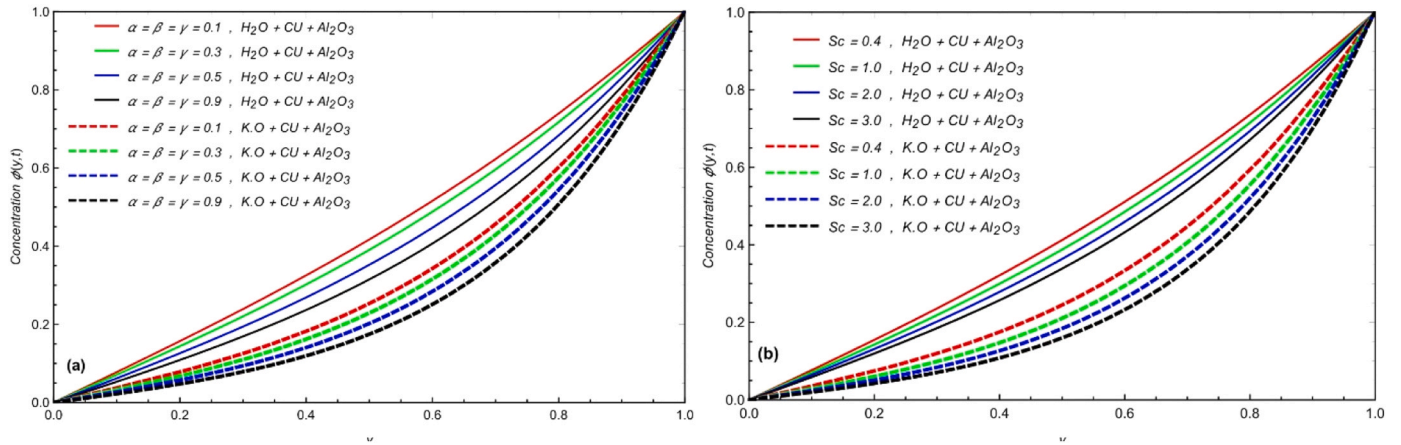 1.0
0.8
0.6
0.4
0.2
0.0
Concentration ϕ(y,t)
α = β = γ = 0.1 , H2O + CU + Al2O3
α = β = γ = 0.3 , H2O + CU + Al2O3
α = β = γ = 0.5 , H2O + CU + Al2O3
α = β = γ = 0.9 , H2O + CU + Al2O3
α = β = γ = 0.1 , K.O + CU + Al2O3
α = β = γ = 0.3 , K.O + CU + Al2O3
α = β = γ = 0.5 , K.O + CU + Al2O3
α = β = γ = 0.9 , K.O + CU + Al2O3
(a)
0.0 0.2 0.4 0.6 0.8 1.0
1.0
0.8
0.6
0.4
0.2
0.0
Concentration ϕ(y,t)
Sc = 0.4 , H2O + CU + Al2O3
Sc = 1.0 , H2O + CU + Al2O3
Sc = 2.0 , H2O + CU + Al2O3
Sc = 3.0 , H2O + CU + Al2O3
Sc = 0.4 , K.O + CU + Al2O3
Sc = 1.0 , K.O + CU + Al2O3
Sc = 2.0 , K.O + CU + Al2O3
Sc = 3.0 , K.O + CU + Al2O3
(b)
0.0 0.2 0.4 0.6 0.8 1.0